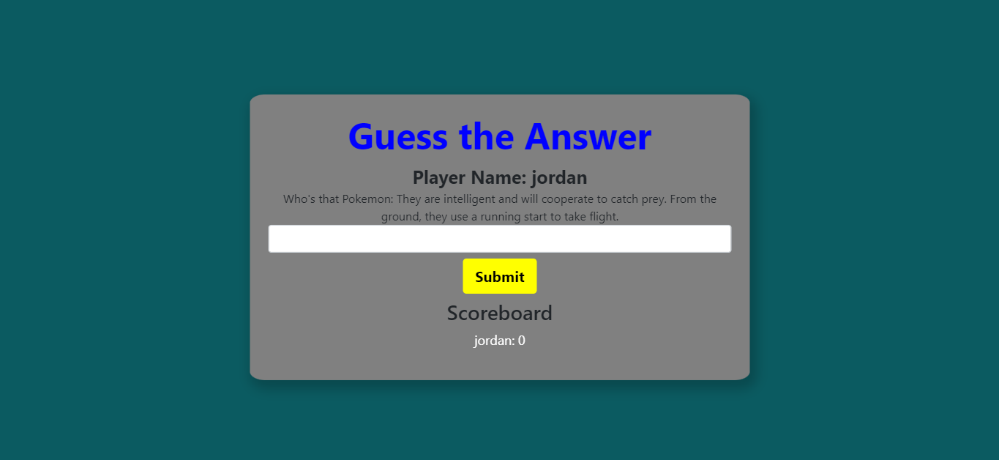 Guess the Answer
Player Name: jordan
Who's that Pokemon: They are intelligent and will cooperate to catch prey. From the
ground, they use a running start to take flight.
Submit
Scoreboard
jordan: 0